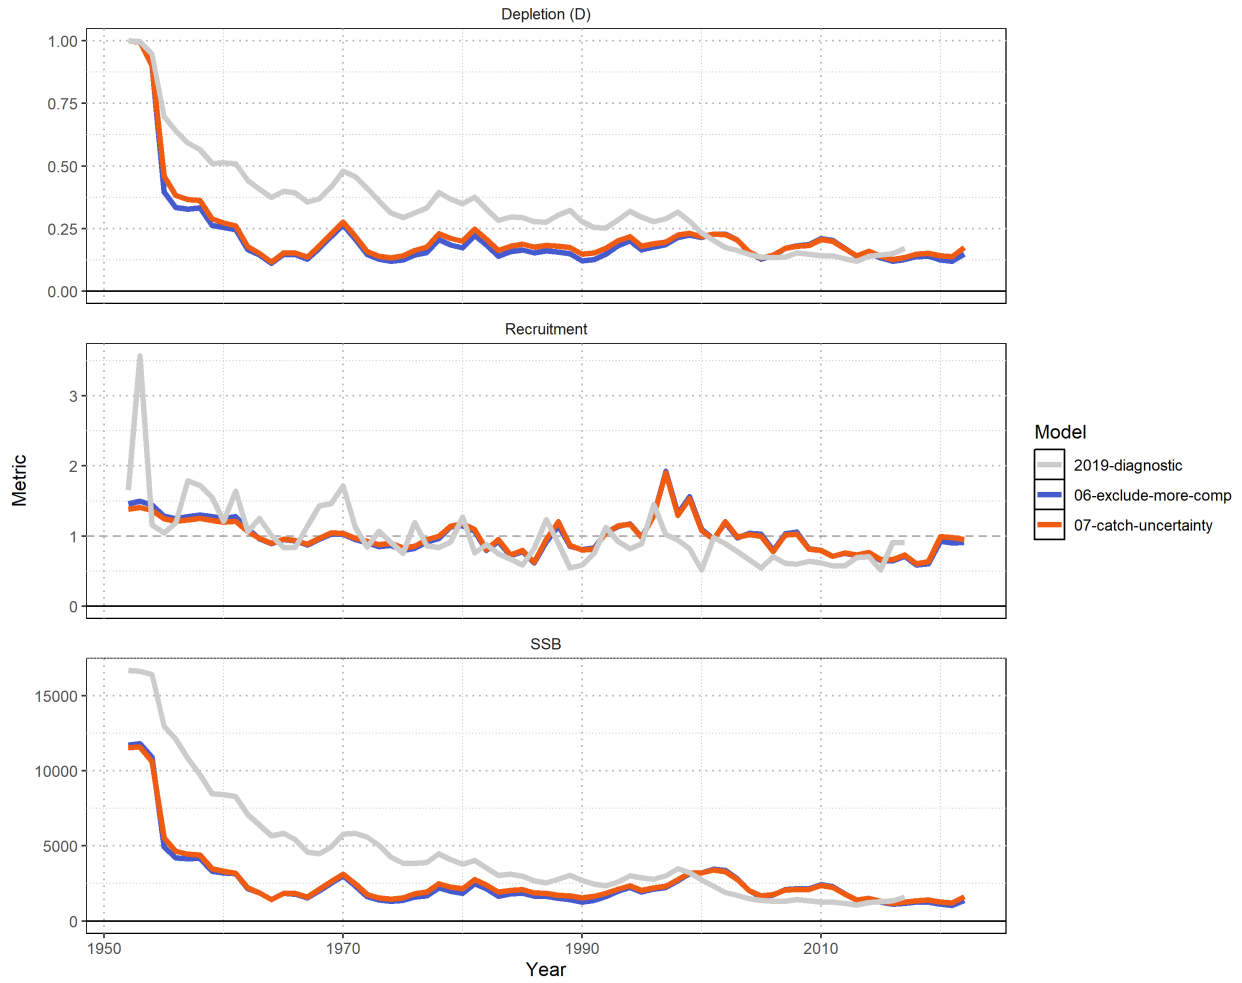 Depletion (D)
1.00
0.75
0.50
0.25
0.00
Recruitment
3
2
1
0
SSB
15000
10000
5000
0
1950 1970 1990 2010
Year
Metric
Model
2019-diagnostic
06-exclude-more-comp
07-catch-uncertainty